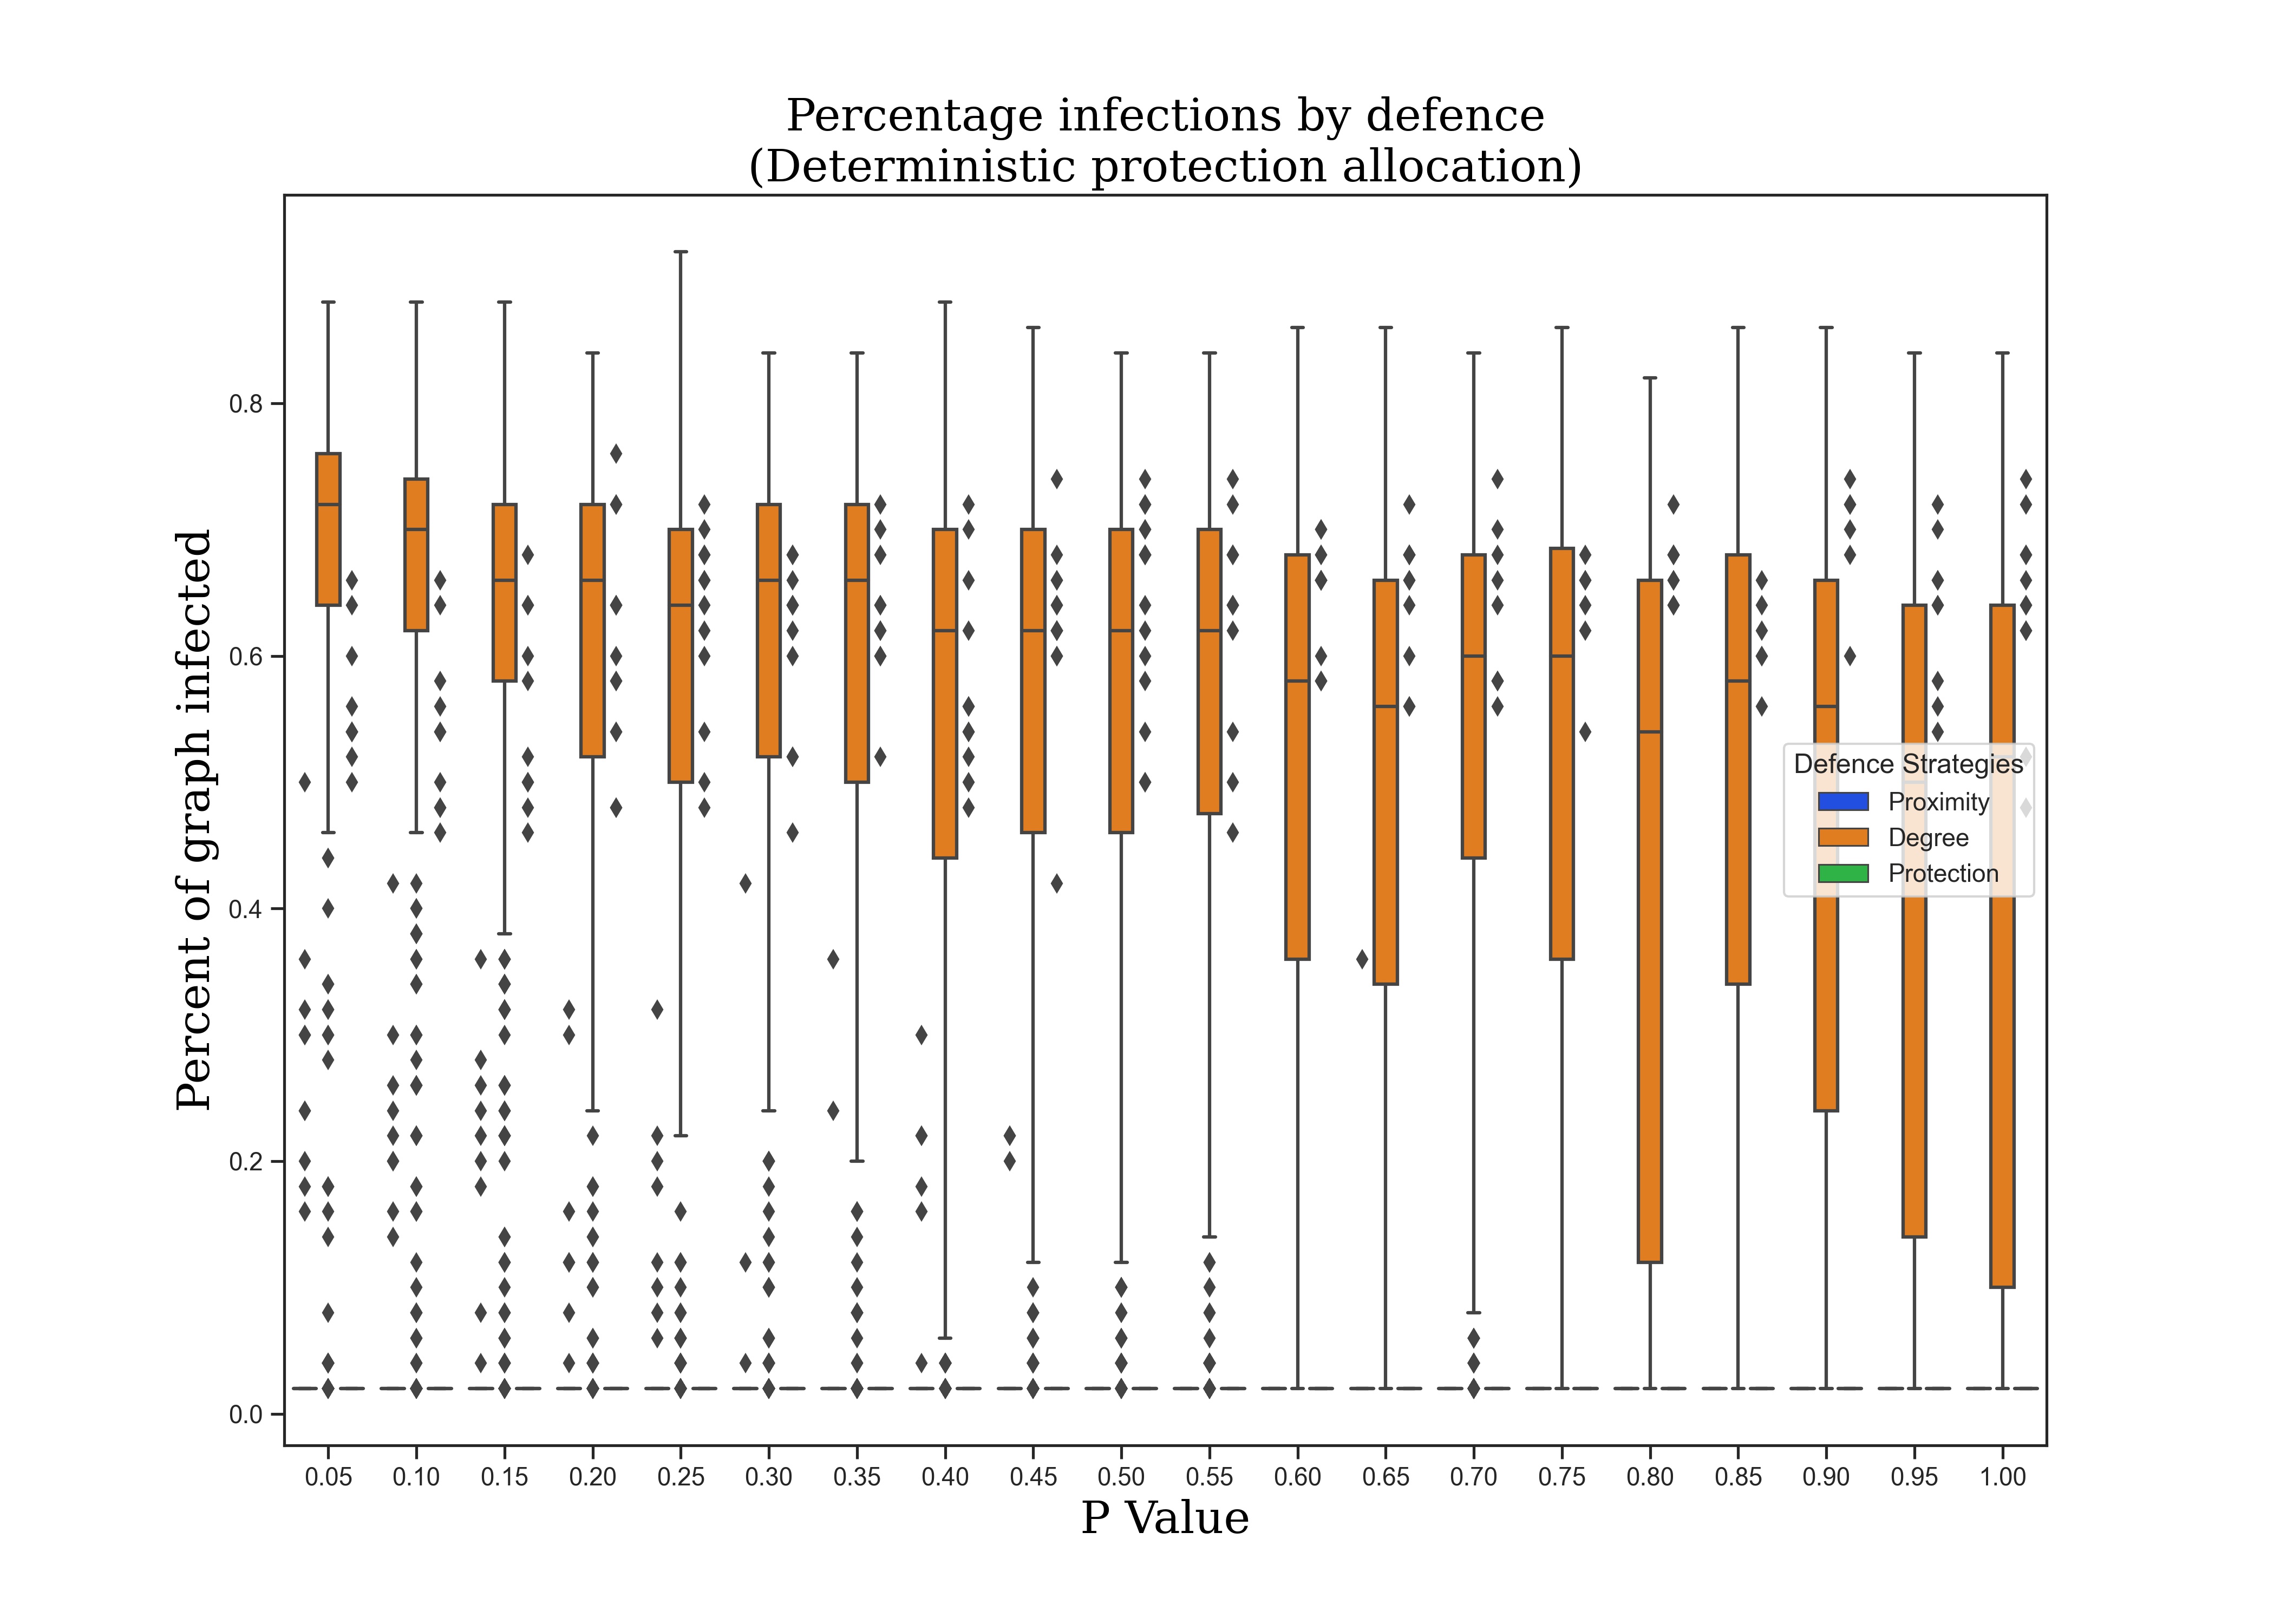 Percentage infections by defence
(Deterministic protection allocation)
Percent of graph infected
0.8
0.6
0.4
0.2
0.0
Defence Strategies
Proximity
Degree
Protection
0.05 0.10 0.15 0.20 0.25 0.30 0.35 0.40 0.45 0.50 0.55 0.60 0.65 0.70 0.75 0.80 0.85 0.90 0.95 1.00
P Value